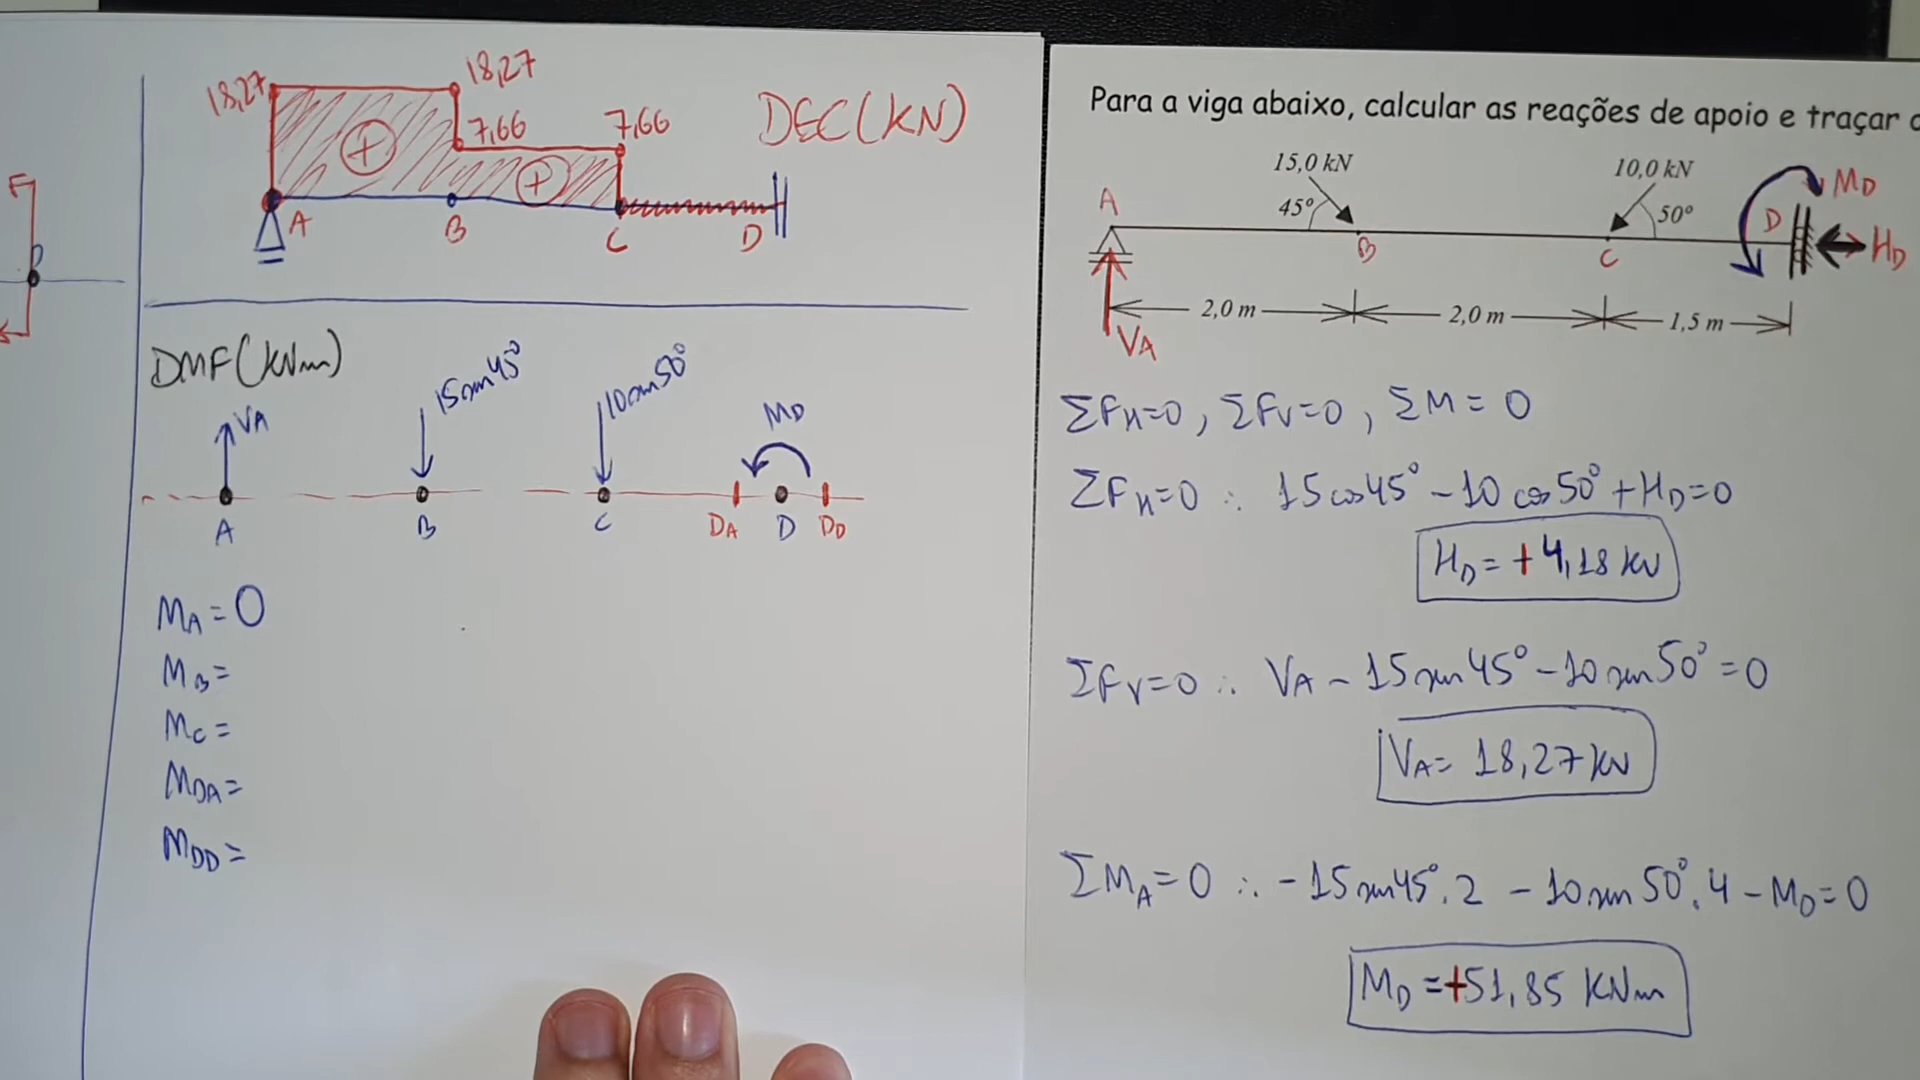 18,27
18,27
7,66
7,66
DEC(KN)
+
+
A
B
C
D
DMF(KNm)
VA
15sen45°
10sen50°
MD
A
B
C
DA
D
DD
MA = 0
MB =
MC =
MDA =
MDD =
Para a viga abaixo, calcular as reações de apoio e traçar
15,0 kN
10,0 kN
MD
A
45°
50°
D
HD
B
C
2,0 m
2,0 m
1,5 m
VA
ΣFH=0, ΣFV=0, ΣM = 0
ΣFH=0 ∴ 15cos45° - 10 cos 50° + HD = 0
HD = +4,18 KN
ΣFV=0 ∴ VA - 15sen45° - 10sen50° = 0
VA = 18,27 KN
ΣMA=0 ∴ -15sen45°.2 - 10sen50°.4 - MD = 0
MD = +51,85 KNm